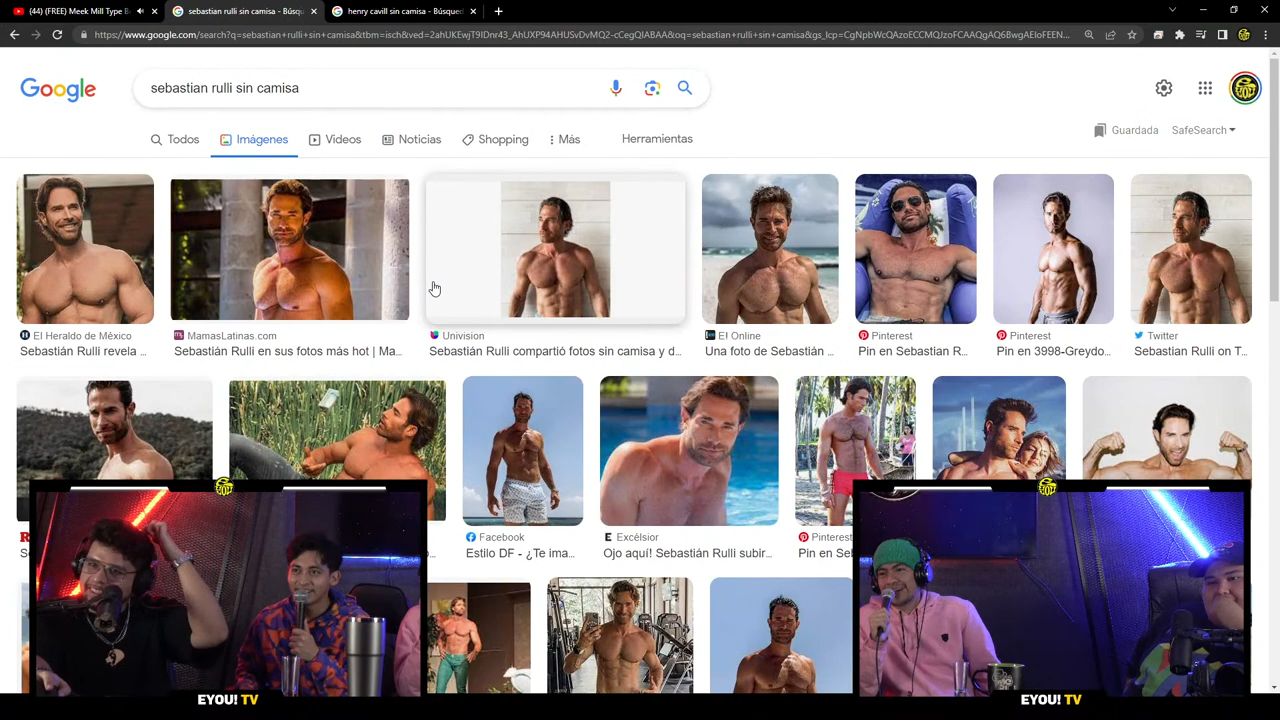 (44) (FREE) Meek Mill Type B
sebastian rulli sin camisa - Búsqu
henry cavill sin camisa - Búsqued
https://www.google.com/search?q=sebastian+rulli+sin+camisa&tbm=isch&ved=2ahUKEwjT9IDnr43_AhUXP94AHUSvDvMQ2-cCegQIABAA&oq=sebastian+rulli+sin+camisa&gs_lcp=CgNpbWcQAzoECCMQJzoFCAAQgAQ6BwgAEIoFEEN...
Google
sebastian rulli sin camisa
Todos
Imágenes
Videos
Noticias
Shopping
Más
Herramientas
Guardada
SafeSearch
El Heraldo de México
Sebastián Rulli revela ...
MamasLatinas.com
Sebastián Rulli en sus fotos más hot | Ma...
Univision
Sebastián Rulli compartió fotos sin camisa y d...
E! Online
Una foto de Sebastián ...
Pinterest
Pin en Sebastian R...
Pinterest
Pin en 3998-Greydo...
Twitter
Sebastian Rulli on T...
Facebook
Estilo DF - ¿Te ima...
Excélsior
Ojo aquí! Sebastián Rulli subir...
Pinterest
Pin en Seb
EYOU! TV
EYOU! TV